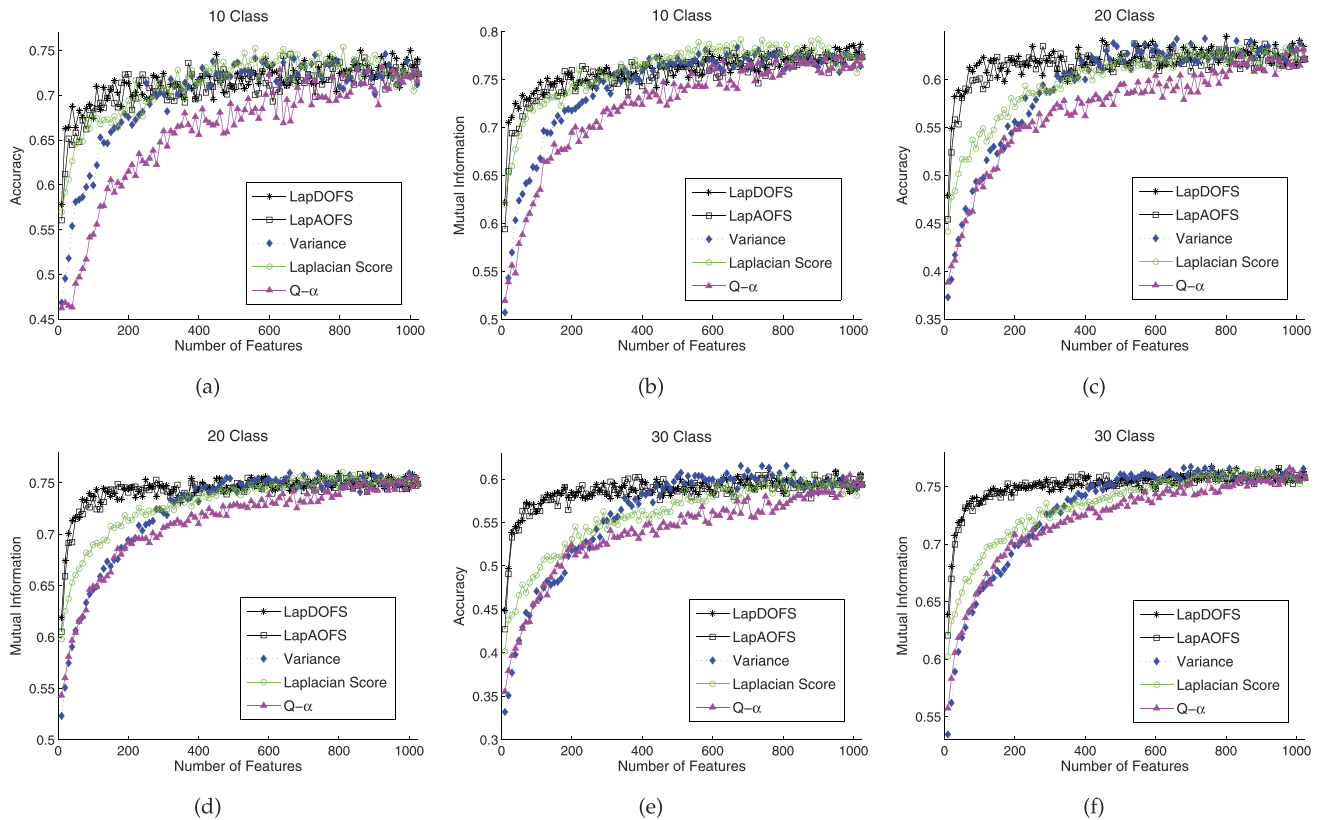 10 Class
0.75
0.7
0.65
0.6
0.55
0.5
0.45
0 200 400 600 800 1000
Accuracy
Number of Features
LapDOFS
LapAOFS
Variance
Laplacian Score
Q−α
(a)
10 Class
0.8
0.75
0.7
0.65
0.6
0.55
0.5
0 200 400 600 800 1000
Mutual Information
Number of Features
LapDOFS
LapAOFS
Variance
Laplacian Score
Q−α
(b)
20 Class
0.6
0.55
0.5
0.45
0.4
0.35
0 200 400 600 800 1000
Accuracy
Number of Features
LapDOFS
LapAOFS
Variance
Laplacian Score
Q−α
(c)
20 Class
0.75
0.7
0.65
0.6
0.55
0.5
0 200 400 600 800 1000
Mutual Information
Number of Features
LapDOFS
LapAOFS
Variance
Laplacian Score
Q−α
(d)
30 Class
0.6
0.55
0.5
0.45
0.4
0.35
0.3
0 200 400 600 800 1000
Accuracy
Number of Features
LapDOFS
LapAOFS
Variance
Laplacian Score
Q−α
(e)
30 Class
0.75
0.7
0.65
0.6
0.55
0 200 400 600 800 1000
Mutual Information
Number of Features
LapDOFS
LapAOFS
Variance
Laplacian Score
Q−α
(f)